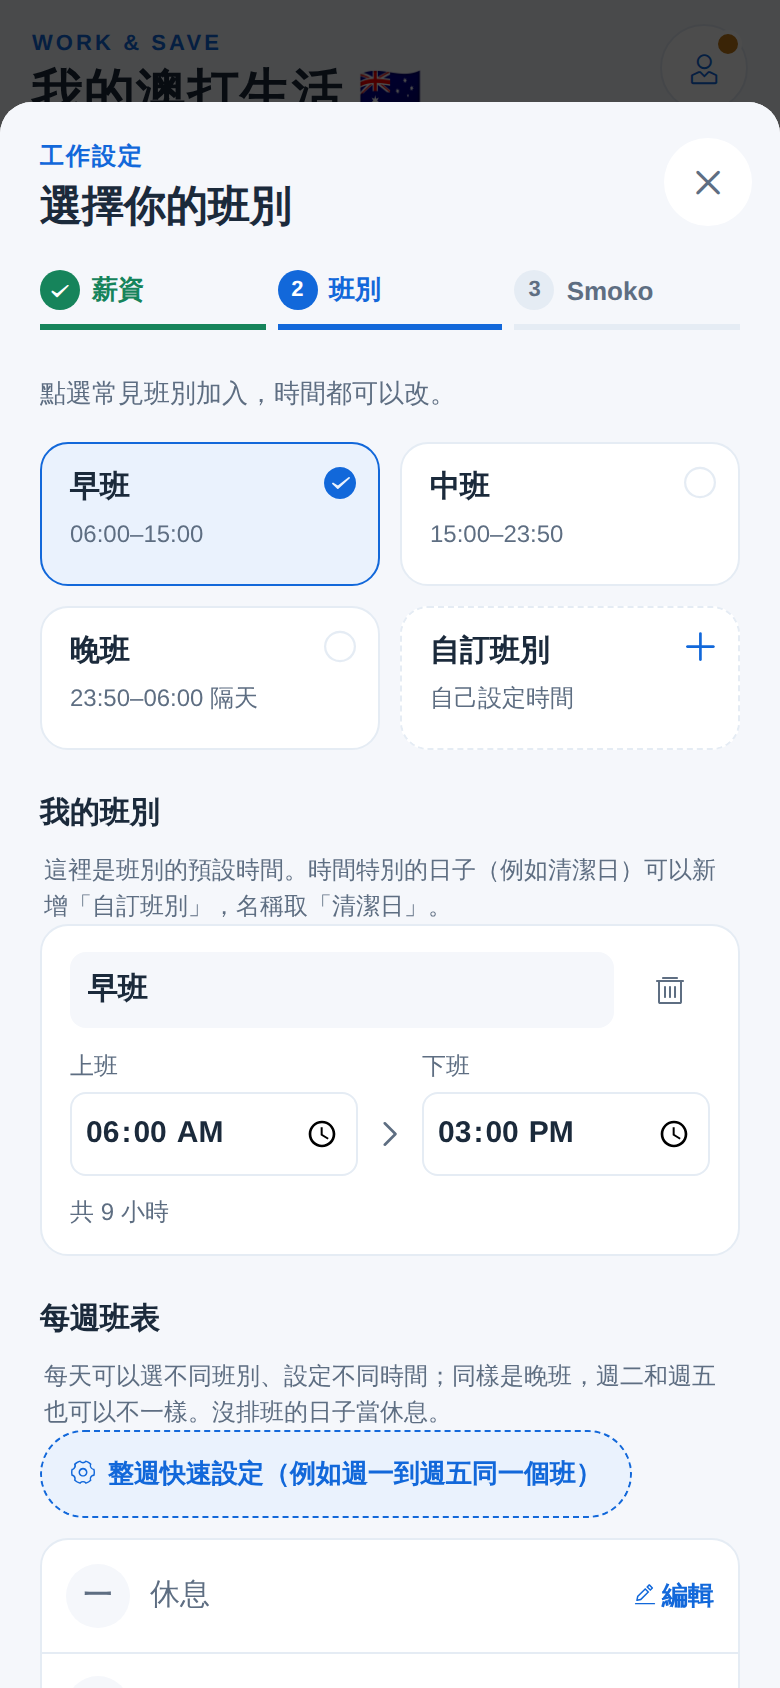 WORK & SAVE
我的澳打生活 🇦🇺
工作設定
選擇你的班別
薪資
2 班別
3 Smoko
點選常見班別加入，時間都可以改。
早班
06:00–15:00
中班
15:00–23:50
晚班
23:50–06:00 隔天
自訂班別
自己設定時間
我的班別
這裡是班別的預設時間。時間特別的日子（例如清潔日）可以新
增「自訂班別」，名稱取「清潔日」。
早班
上班
下班
06:00 AM
03:00 PM
共 9 小時
每週班表
每天可以選不同班別、設定不同時間；同樣是晚班，週二和週五
也可以不一樣。沒排班的日子當休息。
整週快速設定（例如週一到週五同一個班）
一 休息 編輯